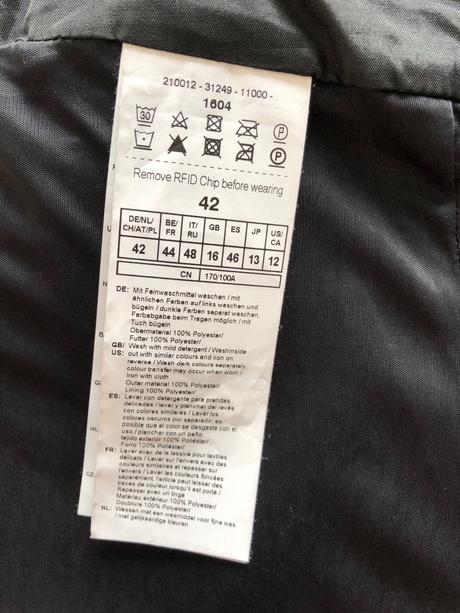 210012 - 31249 - 11000 -
1604
30
P
P
Remove RFID Chip before wearing
42
DE/NL/CH/AT/PL BE/FR IT/RU GB ES JP US/CA
42 44 48 16 46 13 12
CN 170/100A
DE: Mit Feinwaschmittel waschen / mit
ähnlichen Farben auf links waschen und
bügeln / dunkle Farben separat waschen,
Farbabgabe beim Tragen möglich / mit
Tuch bügeln
Obermaterial 100% Polyester/
Futter 100% Polyester/
GB/ Wash with mild detergent / Washinside
US: out with similar colours and iron on
reverse / Wash dark colours separately,
colour transfer may occur when worn /
Iron with cloth
Outer material 100% Polyester/
Lining 100% Polyester/
ES: Lavar con detergente para prendas
delicadas / lavar y planchar del revés
con colores similares / Lavar los
colores oscuros por separado, es
posible que el color se desgaste con el
uso / planchar con un paño
tejido exterior 100% Poliéster/
Forro 100% Poliéster/
FR: Laver avec de la lessive pour textiles
délicats / Laver sur l'envers avec des
couleurs similaires et repasser sur
l'envers / Laver les couleurs foncées
séparément, l'article peut laisser des
traces de couleur lorsqu'il est porté /
Repasser avec un linge
Matériau extérieur 100% Polyester/
Doublure 100% Polyester/
NL: Wassen met een wasmiddel voor fijne was
/ met gelijkaardige kleuren